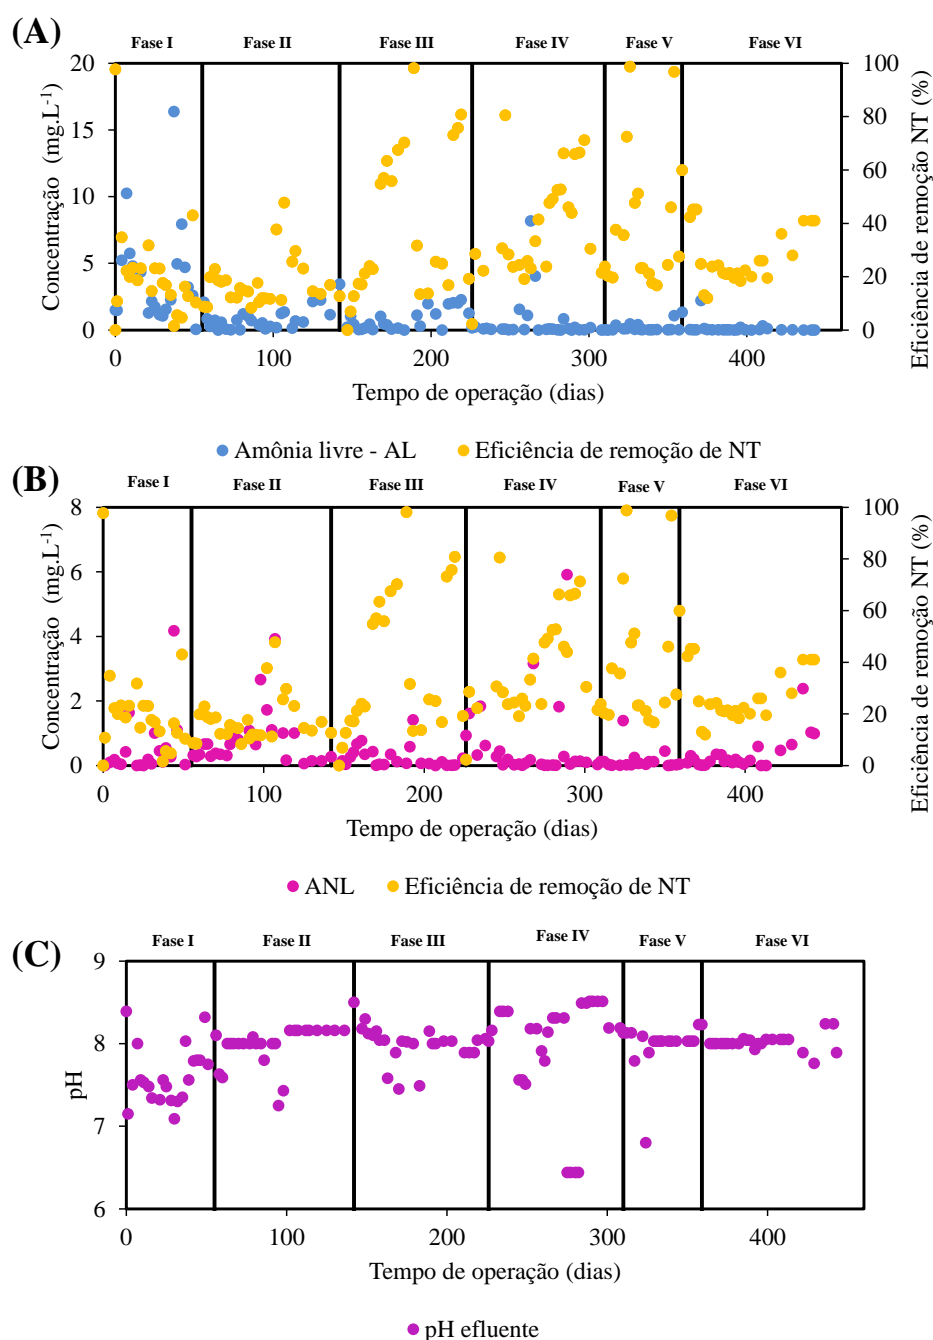 (A)
Fase I Fase II Fase III Fase IV Fase V Fase VI
20 100
15 80
60
10
40
5
20
0 0
0 100 200 300 400
Concentração (mg.L-1)
Eficiência de remoção NT (%)
Tempo de operação (dias)
Amônia livre - AL Eficiência de remoção de NT
(B)
Fase I Fase II Fase III Fase IV Fase V Fase VI
8 100
6 80
60
4
40
2
20
0 0
0 100 200 300 400
Concentração (mg.L-1)
Eficiência de remoção NT (%)
Tempo de operação (dias)
ANL Eficiência de remoção de NT
(C)
Fase I Fase II Fase III Fase IV Fase V Fase VI
9
8
7
6
0 100 200 300 400
pH
Tempo de operação (dias)
pH efluente